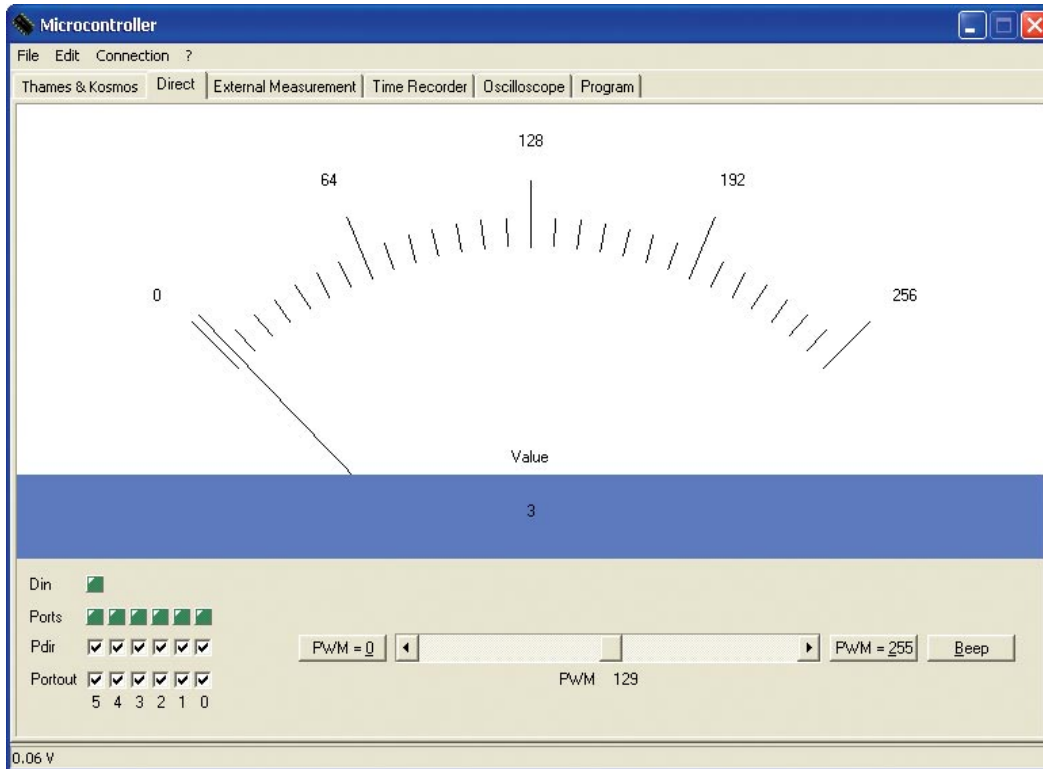 Microcontroller
File Edit Connection ?
Thames & Kosmos Direct External Measurement Time Recorder Oscilloscope Program
128
64 192
0 256
Value
3
Din
Ports
Pdir PWM = 0 PWM = 255 Beep
Portout PWM 129
5 4 3 2 1 0
0.06 V